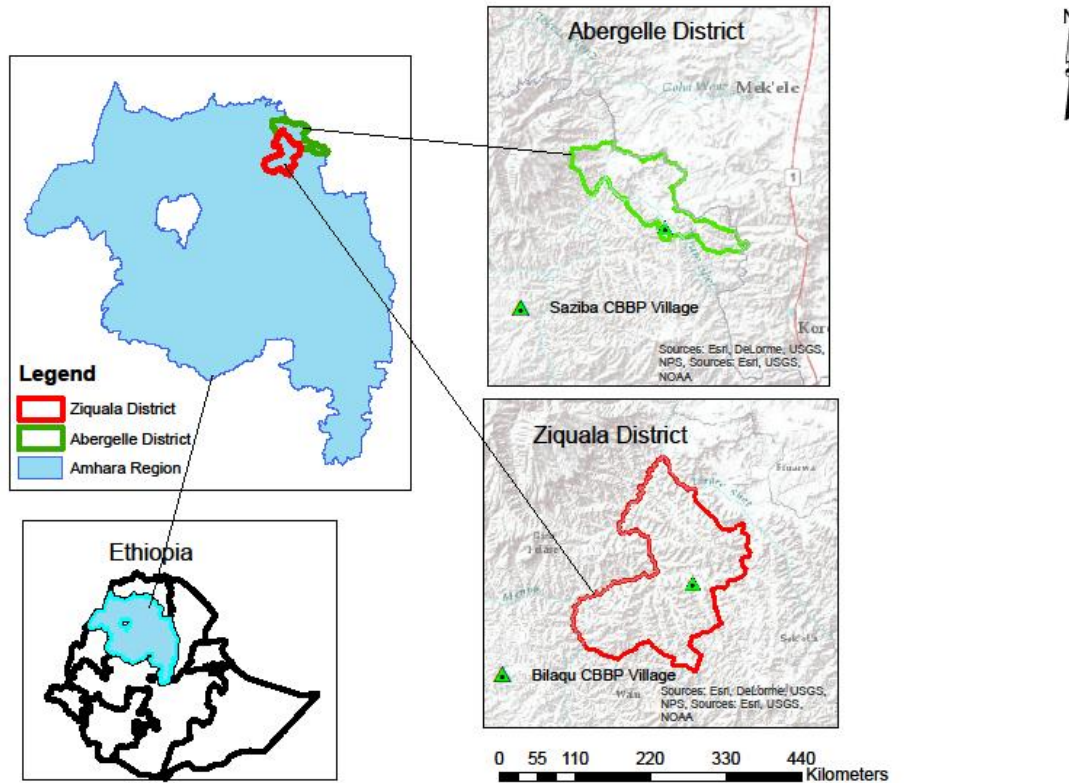 N
Abergelle District
Mek'ele
1
Saziba CBBP Village
Kor
Sources: Esri, DeLorme, USGS,
NPS, Sources: Esri, USGS,
NOAA
Legend
Ziquala District
Abergelle District
Amhara Region
Ziquala District
Bilaqu CBBP Village
Sources: Esri, DeLorme, USGS,
NPS, Sources: Esri, USGS,
NOAA
Ethiopia
0 55 110 220 330 440
Kilometers